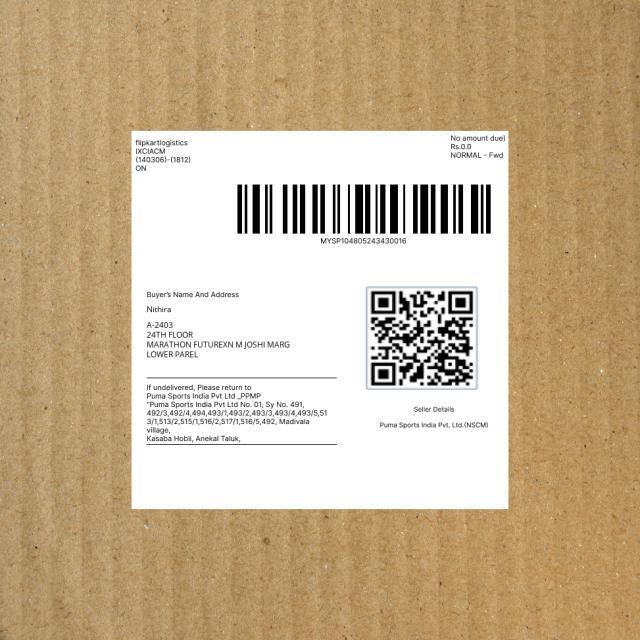 flipkartlogistics
IXCIACM
(140306)-(1812)
ON
No amount due)
Rs.0.0
NORMAL - Fwd
MYSP104805243430016
Buyer's Name And Address
Nithira
A-2403
24TH FLOOR
MARATHON FUTUREXN M JOSHI MARG
LOWER PAREL
If undelivered, Please return to
Puma Sports India Pvt Ltd _PPMP
"Puma Sports India Pvt Ltd No. 01, Sy No. 491,
492/3,492/4,494,493/1,493/2,493/3,493/4,493/5,51
3/1,513/2,515/1,516/2,517/1,516/5,492, Madivala
village,
Kasaba Hobli, Anekal Taluk,
Seller Details
Puma Sports India Pvt. Ltd.(NSCM)